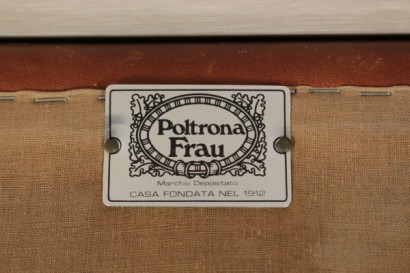 Poltrona
Frau
Marchio Depositato
CASA FONDATA NEL 1912